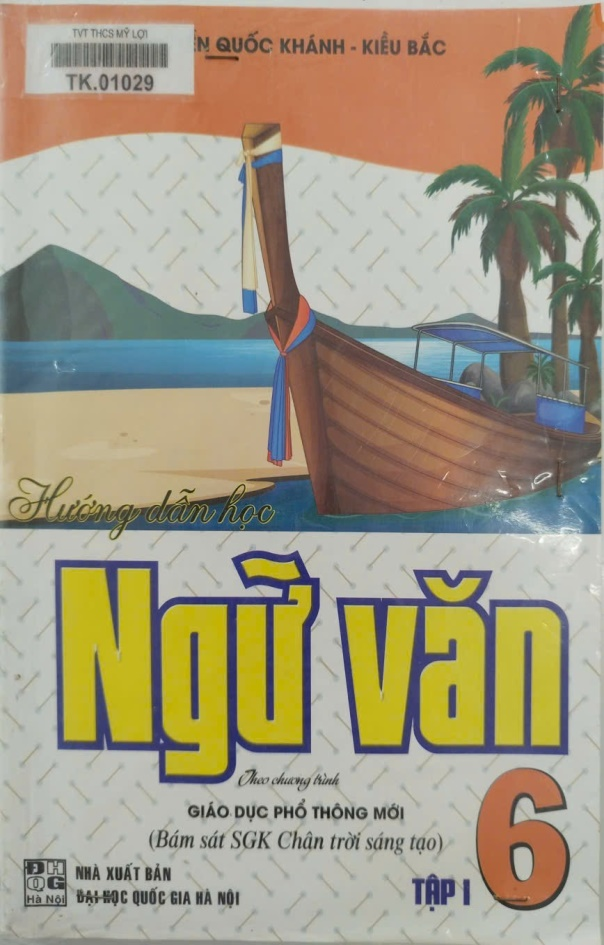 TVT THCS MỸ LỢI
TK.01029
QUỐC KHÁNH - KIỀU BẮC
Hướng dẫn học
Ngữ văn
6
Theo chương trình
GIÁO DỤC PHỔ THÔNG MỚI
(Bám sát SGK Chân trời sáng tạo)
TẬP I
ĐH
QG
Hà Nội
NHÀ XUẤT BẢN
ĐẠI HỌC QUỐC GIA HÀ NỘI